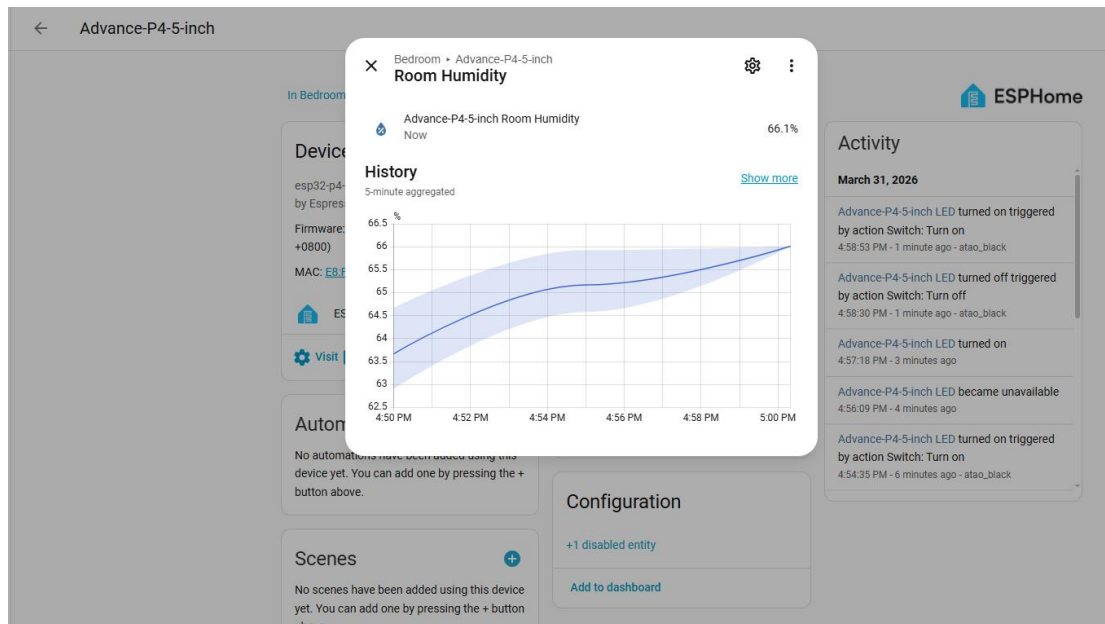 Advance-P4-5-inch
In Bedroom
ESPHome
Device
esp32-p4-
by Espres
Firmware:
+0800)
MAC: E8:F
ES
Visit
Autom
No automations have been added using this
device yet. You can add one by pressing the +
button above.
Scenes
No scenes have been added using this device
yet. You can add one by pressing the + button
Bedroom ▸ Advance-P4-5-inch
Room Humidity
Advance-P4-5-inch Room Humidity
Now
66.1%
History
Show more
5-minute aggregated
%
66.5
66
65.5
65
64.5
64
63.5
63
62.5
4:50 PM 4:52 PM 4:54 PM 4:56 PM 4:58 PM 5:00 PM
Configuration
+1 disabled entity
Add to dashboard
Activity
March 31, 2026
Advance-P4-5-inch LED turned on triggered
by action Switch: Turn on
4:58:53 PM - 1 minute ago - atao_black
Advance-P4-5-inch LED turned off triggered
by action Switch: Turn off
4:58:30 PM - 1 minute ago - atao_black
Advance-P4-5-inch LED turned on
4:57:18 PM - 3 minutes ago
Advance-P4-5-inch LED became unavailable
4:56:09 PM - 4 minutes ago
Advance-P4-5-inch LED turned on triggered
by action Switch: Turn on
4:54:35 PM - 6 minutes ago - atao_black